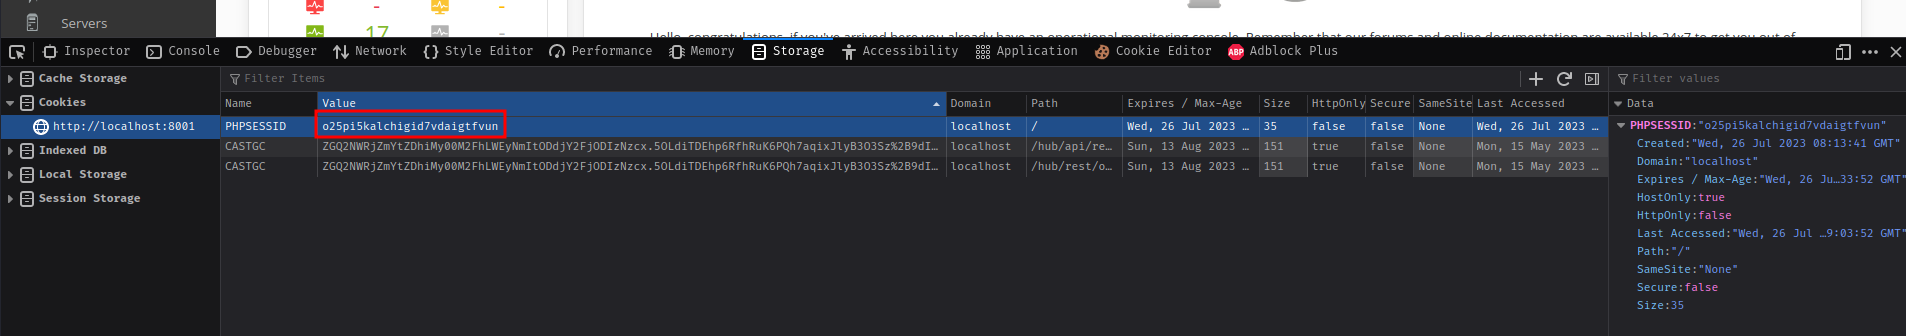 Servers
- -
17 -
Hello, congratulations, if you've arrived here you already have an operational monitoring console. Remember that our forums and online documentation are available 24x7 to get you out of
Inspector Console Debugger Network Style Editor Performance Memory Storage Accessibility Application Cookie Editor ABP Adblock Plus
Cache Storage
Cookies
http://localhost:8001
Indexed DB
Local Storage
Session Storage
Filter Items
Name Value Domain Path Expires / Max-Age Size HttpOnly Secure SameSite Last Accessed
PHPSESSID o25pi5kalchigid7vdaigtfvun localhost / Wed, 26 Jul 2023 … 35 false false None Wed, 26 Jul 2023 …
CASTGC ZGQ2NWRjZmYtZDhiMy00M2FhLWEyNmItODdjY2FjODIzNzcx.5OLdiTDEhp6RfhRuK6PQh7aqixJlyB3O3Sz%2B9dI… localhost /hub/api/re… Sun, 13 Aug 2023 … 151 true false None Mon, 15 May 2023 …
CASTGC ZGQ2NWRjZmYtZDhiMy00M2FhLWEyNmItODdjY2FjODIzNzcx.5OLdiTDEhp6RfhRuK6PQh7aqixJlyB3O3Sz%2B9dI… localhost /hub/rest/o… Sun, 13 Aug 2023 … 151 true false None Mon, 15 May 2023 …
Filter values
Data
PHPSESSID:"o25pi5kalchigid7vdaigtfvun"
Created:"Wed, 26 Jul 2023 08:13:41 GMT"
Domain:"localhost"
Expires / Max-Age:"Wed, 26 Ju…33:52 GMT"
HostOnly:true
HttpOnly:false
Last Accessed:"Wed, 26 Jul …9:03:52 GMT"
Path:"/"
SameSite:"None"
Secure:false
Size:35